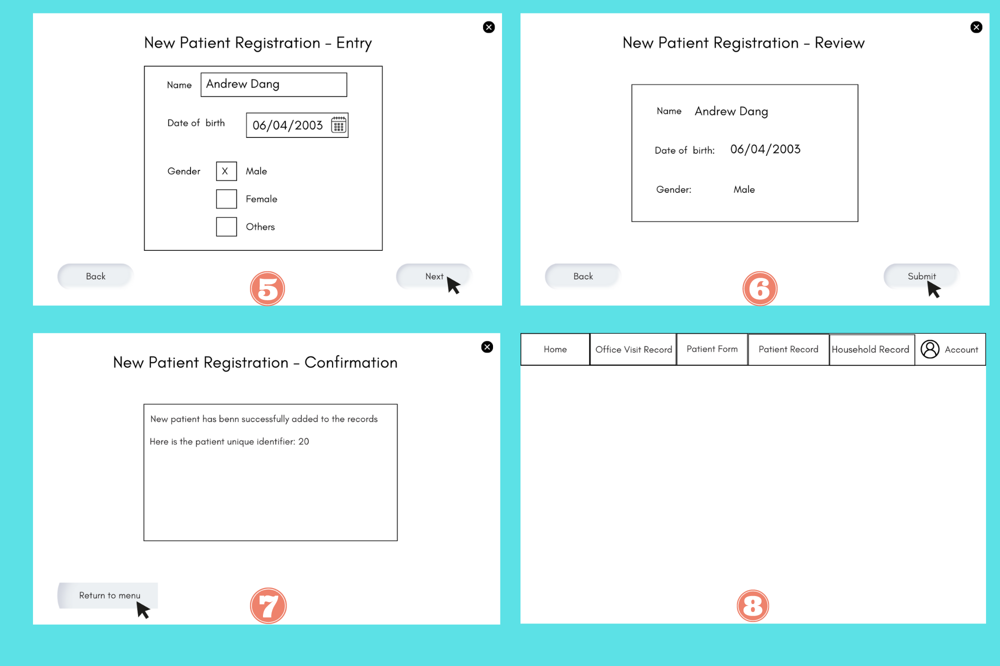 New Patient Registration - Entry
Name Andrew Dang
Date of birth 06/04/2003
Gender X Male
Female
Others
Back Next
5
New Patient Registration - Review
Name Andrew Dang
Date of birth: 06/04/2003
Gender: Male
Back Submit
6
New Patient Registration - Confirmation
New patient has benn successfully added to the records
Here is the patient unique identifier: 20
Return to menu
7
Home Office Visit Record Patient Form Patient Record Household Record Account
8